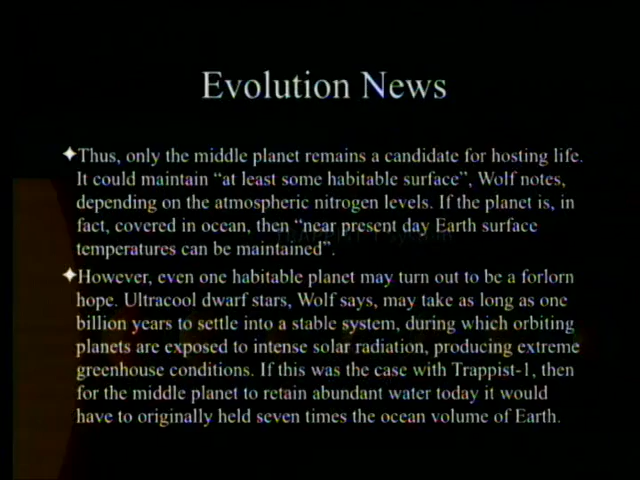 Evolution News
Thus, only the middle planet remains a candidate for hosting life.
It could maintain “at least some habitable surface”, Wolf notes,
depending on the atmospheric nitrogen levels. If the planet is, in
fact, covered in ocean, then “near present day Earth surface
temperatures can be maintained”.
However, even one habitable planet may turn out to be a forlorn
hope. Ultracool dwarf stars, Wolf says, may take as long as one
billion years to settle into a stable system, during which orbiting
planets are exposed to intense solar radiation, producing extreme
greenhouse conditions. If this was the case with Trappist-1, then
for the middle planet to retain abundant water today it would
have to originally held seven times the ocean volume of Earth.